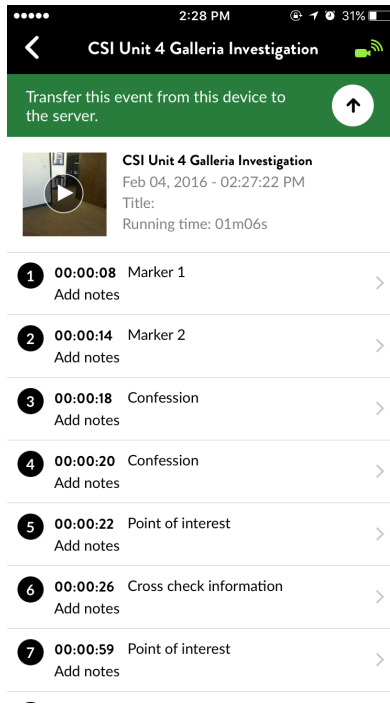 2:28 PM 31%
CSI Unit 4 Galleria Investigation
Transfer this event from this device to
the server.
CSI Unit 4 Galleria Investigation
Feb 04, 2016 - 02:27:22 PM
Title:
Running time: 01m06s
1 00:00:08 Marker 1
Add notes
2 00:00:14 Marker 2
Add notes
3 00:00:18 Confession
Add notes
4 00:00:20 Confession
Add notes
5 00:00:22 Point of interest
Add notes
6 00:00:26 Cross check information
Add notes
7 00:00:59 Point of interest
Add notes